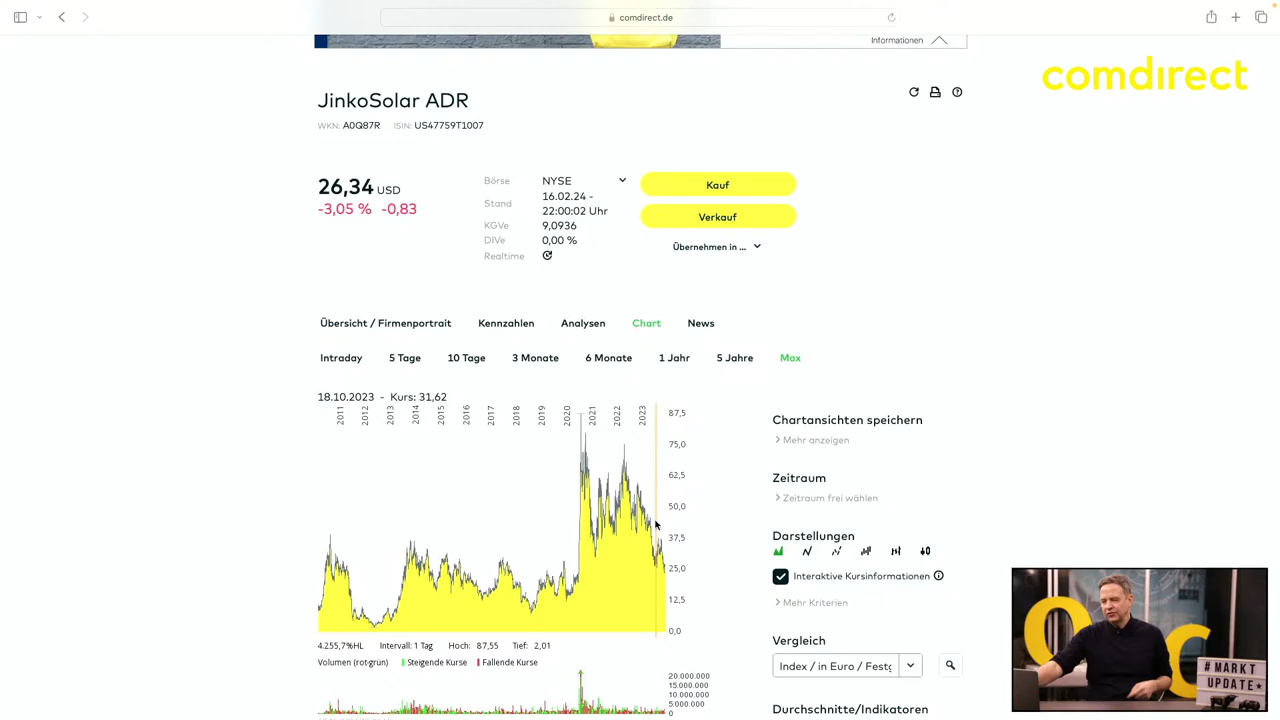 comdirect.de
Informationen
comdirect
JinkoSolar ADR
WKN: A0Q87R ISIN: US47759T1007
26,34 USD
-3,05 % -0,83
Börse NYSE
Stand 16.02.24 -
22:00:02 Uhr
KGVe 9,0936
DIVe 0,00 %
Realtime
Kauf
Verkauf
Übernehmen in ...
Übersicht / Firmenportrait Kennzahlen Analysen Chart News
Intraday 5 Tage 10 Tage 3 Monate 6 Monate 1 Jahr 5 Jahre Max
18.10.2023 - Kurs: 31,62
2011 2012 2013 2014 2015 2016 2017 2018 2019 2020 2021 2022 2023
87,5
75,0
62,5
50,0
37,5
25,0
12,5
0,0
4.255,7%HL Intervall: 1 Tag Hoch: 87,55 Tief: 2,01
Volumen (rot-grün) Steigende Kurse Fallende Kurse
20.000.000
15.000.000
10.000.000
5.000.000
0
Chartansichten speichern
Mehr anzeigen
Zeitraum
Zeitraum frei wählen
Darstellungen
Interaktive Kursinformationen
Mehr Kriterien
Vergleich
Index / in Euro / Festg
Durchschnitte/Indikatoren
#MARKT
UPDATE*